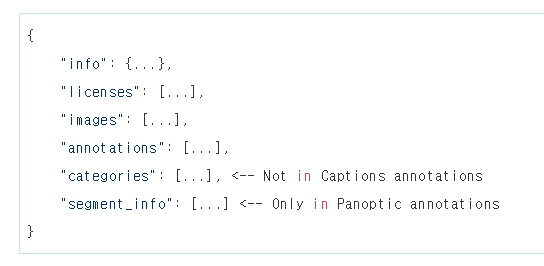 {
"info": {...},
"licenses": [...],
"images": [...],
"annotations": [...],
"categories": [...], <-- Not in Captions annotations
"segment_info": [...] <-- Only in Panoptic annotations
}